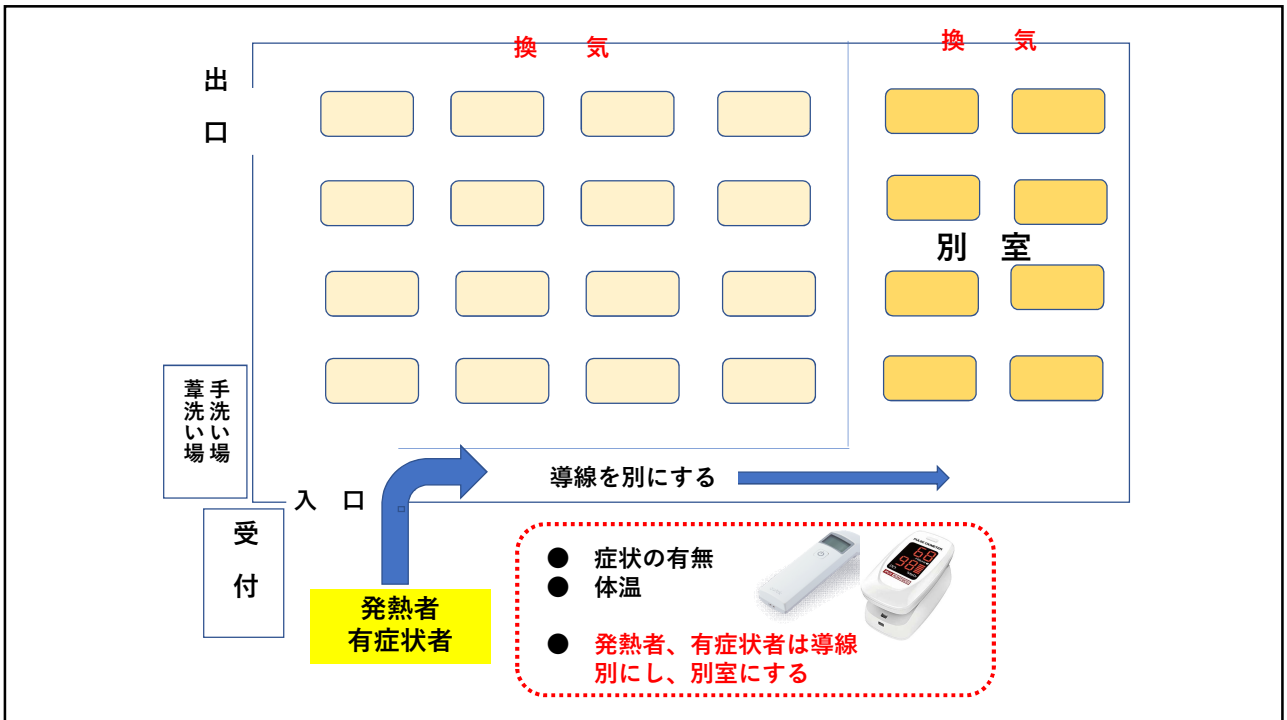 換 気
換 気
出
口
別 室
手洗い場
葦洗い場
導線を別にする
入 口
受
付
発熱者
有症状者
● 症状の有無
● 体温
● 発熱者、有症状者は導線
別にし、別室にする
68
98